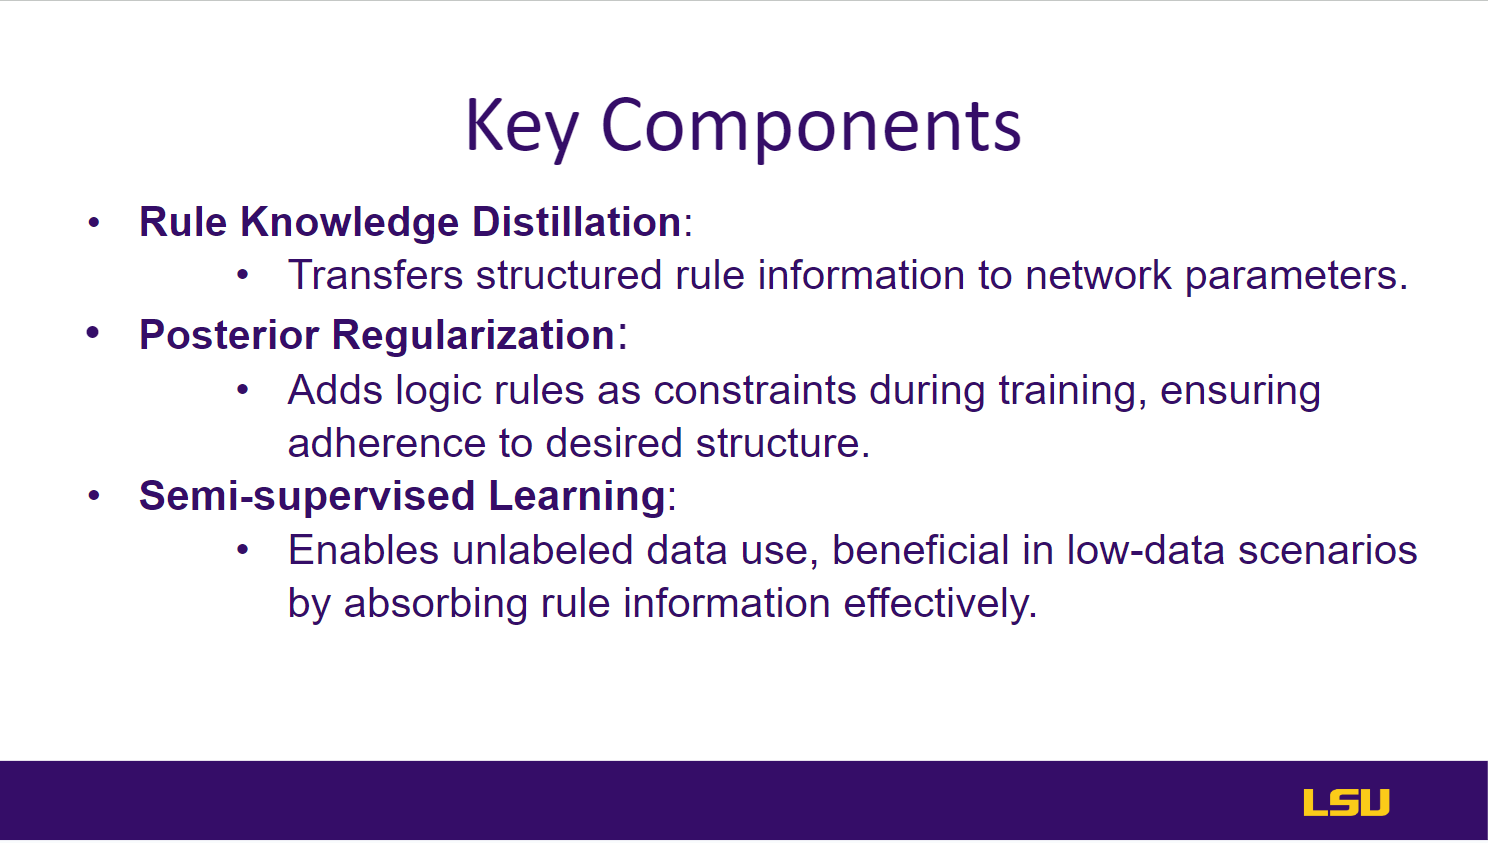 Key Components
• Rule Knowledge Distillation:
• Transfers structured rule information to network parameters.
• Posterior Regularization:
• Adds logic rules as constraints during training, ensuring
adherence to desired structure.
• Semi-supervised Learning:
• Enables unlabeled data use, beneficial in low-data scenarios
by absorbing rule information effectively.
LSU